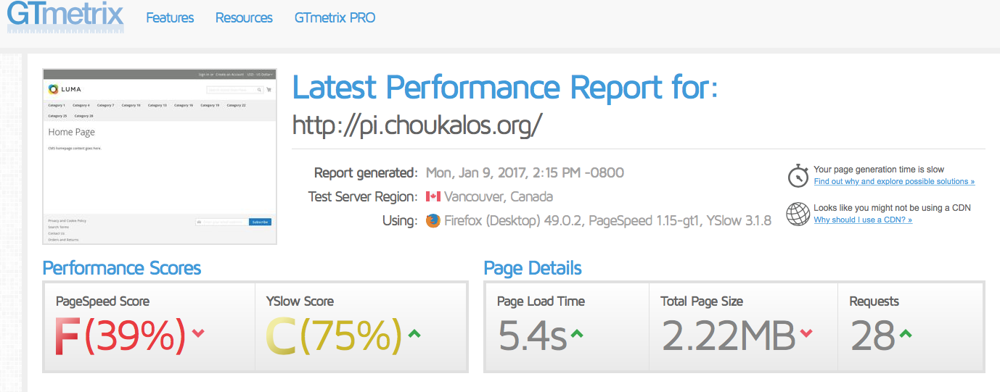 GTmetrix Features Resources GTmetrix PRO
Sign In or Create an Account USD - US Dollar
LUMA
Category 1 Category 4 Category 7 Category 10 Category 13 Category 16 Category 19 Category 22
Category 25 Category 28
Home Page
CMS homepage content goes here.
Privacy and Cookie Policy
Subscribe
Search Terms
Contact Us
Orders and Returns
Latest Performance Report for:
http://pi.choukalos.org/
Report generated: Mon, Jan 9, 2017, 2:15 PM -0800
Test Server Region: Vancouver, Canada
Using: Firefox (Desktop) 49.0.2, PageSpeed 1.15-gt1, YSlow 3.1.8
Your page generation time is slow
Find out why and explore possible solutions »
Looks like you might not be using a CDN
Why should I use a CDN? »
Performance Scores
PageSpeed Score
F(39%)
YSlow Score
C(75%)
Page Details
Page Load Time
5.4s
Total Page Size
2.22MB
Requests
28